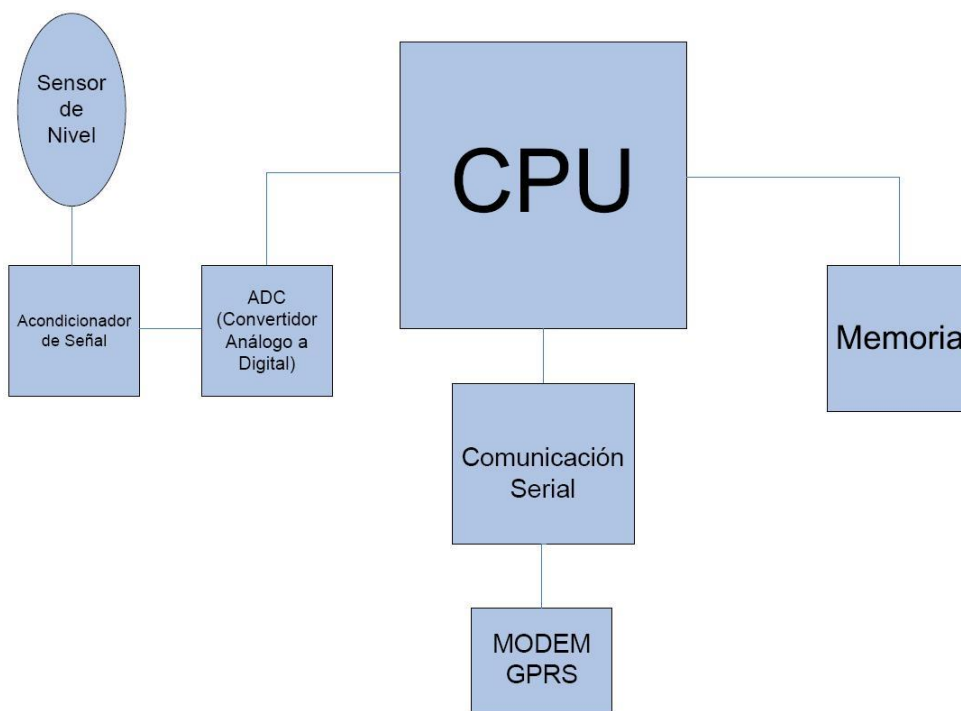 Sensor
de
Nivel
CPU
Acondicionador
de Señal
ADC
(Convertidor
Análogo a
Digital)
Memoria
Comunicación
Serial
MODEM
GPRS